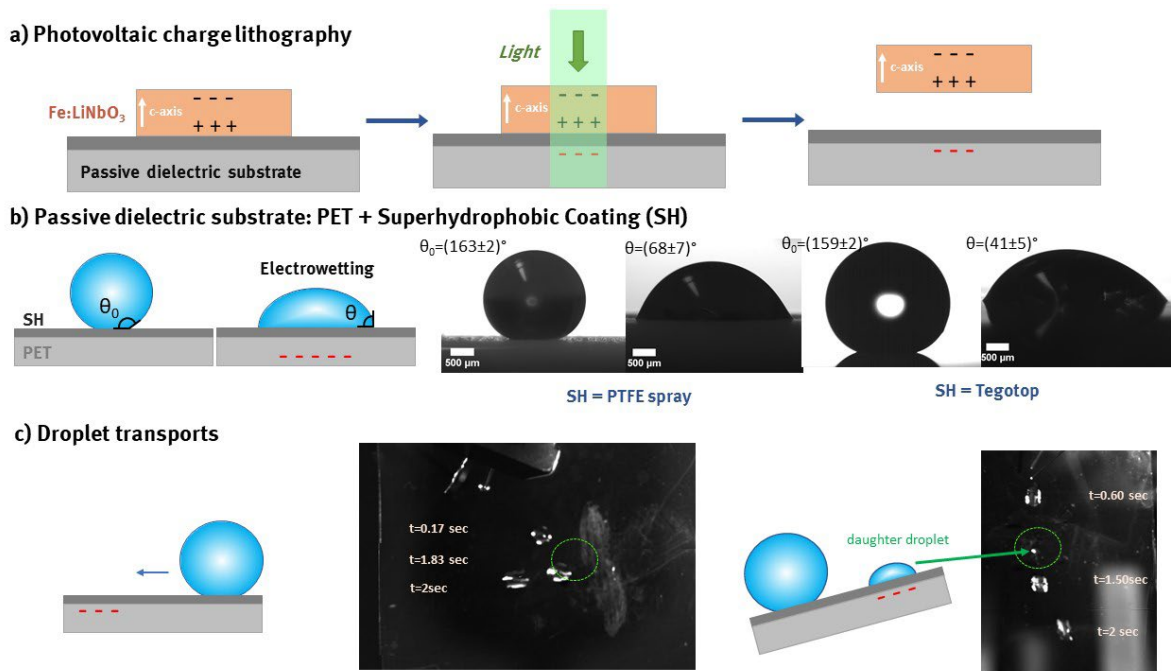 a) Photovoltaic charge lithography
Light
Fe:LiNbO3
c-axis
- - -
+ + +
Passive dielectric substrate
c-axis
- - -
+ + +
- - -
c-axis
- - -
+ + +
- - -
b) Passive dielectric substrate: PET + Superhydrophobic Coating (SH)
θ0
SH
PET
Electrowetting
θ
- - - - -
θ0=(163±2)°
500 µm
θ=(68±7)°
500 µm
SH = PTFE spray
θ0=(159±2)°
500 µm
θ=(41±5)°
500 µm
SH = Tegotop
c) Droplet transports
- - -
t=0.17 sec
t=1.83 sec
t=2sec
daughter droplet
- - -
t=0.60 sec
t=1.50sec
t=2 sec